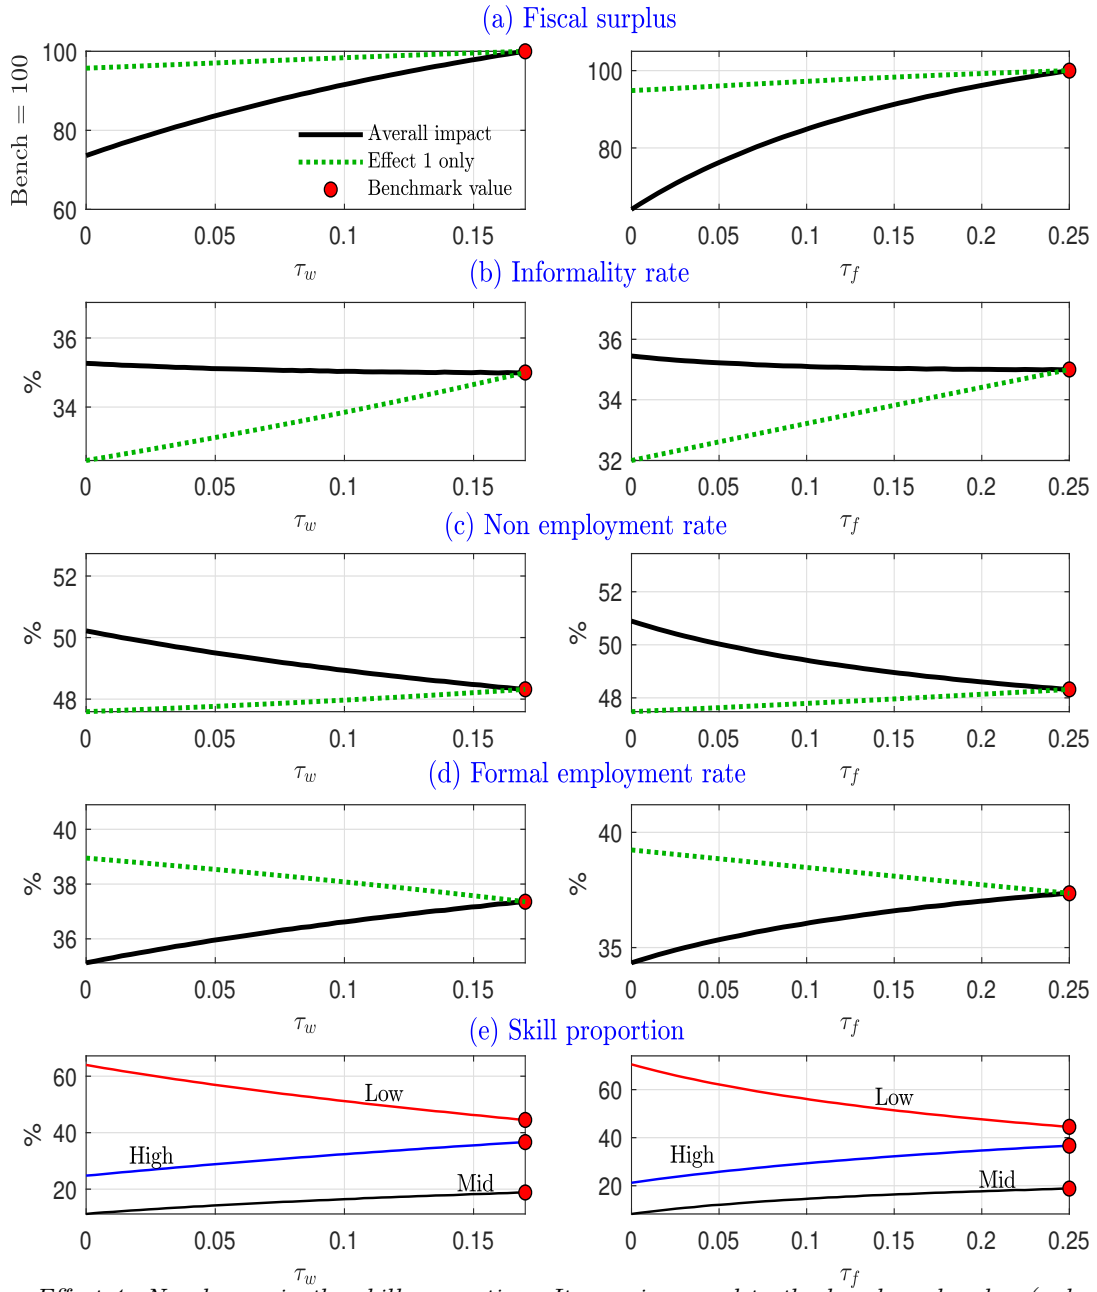 (a) Fiscal surplus
Bench = 100
100
80
60
0 0.05 0.1 0.15
τw
Averall impact
Effect 1 only
Benchmark value
100
80
0 0.05 0.1 0.15 0.2 0.25
τf
(b) Informality rate
%
36
34
0 0.05 0.1 0.15
τw
36
34
32
0 0.05 0.1 0.15 0.2 0.25
τf
(c) Non employment rate
%
52
50
48
0 0.05 0.1 0.15
τw
%
52
50
48
0 0.05 0.1 0.15 0.2 0.25
τf
(d) Formal employment rate
%
40
38
36
0 0.05 0.1 0.15
τw
%
40
35
0 0.05 0.1 0.15 0.2 0.25
τf
(e) Skill proportion
%
60
40
20
Low
High
Mid
0 0.05 0.1 0.15
τw
60
40
20
Low
High
Mid
0 0.05 0.1 0.15 0.2 0.25
τf